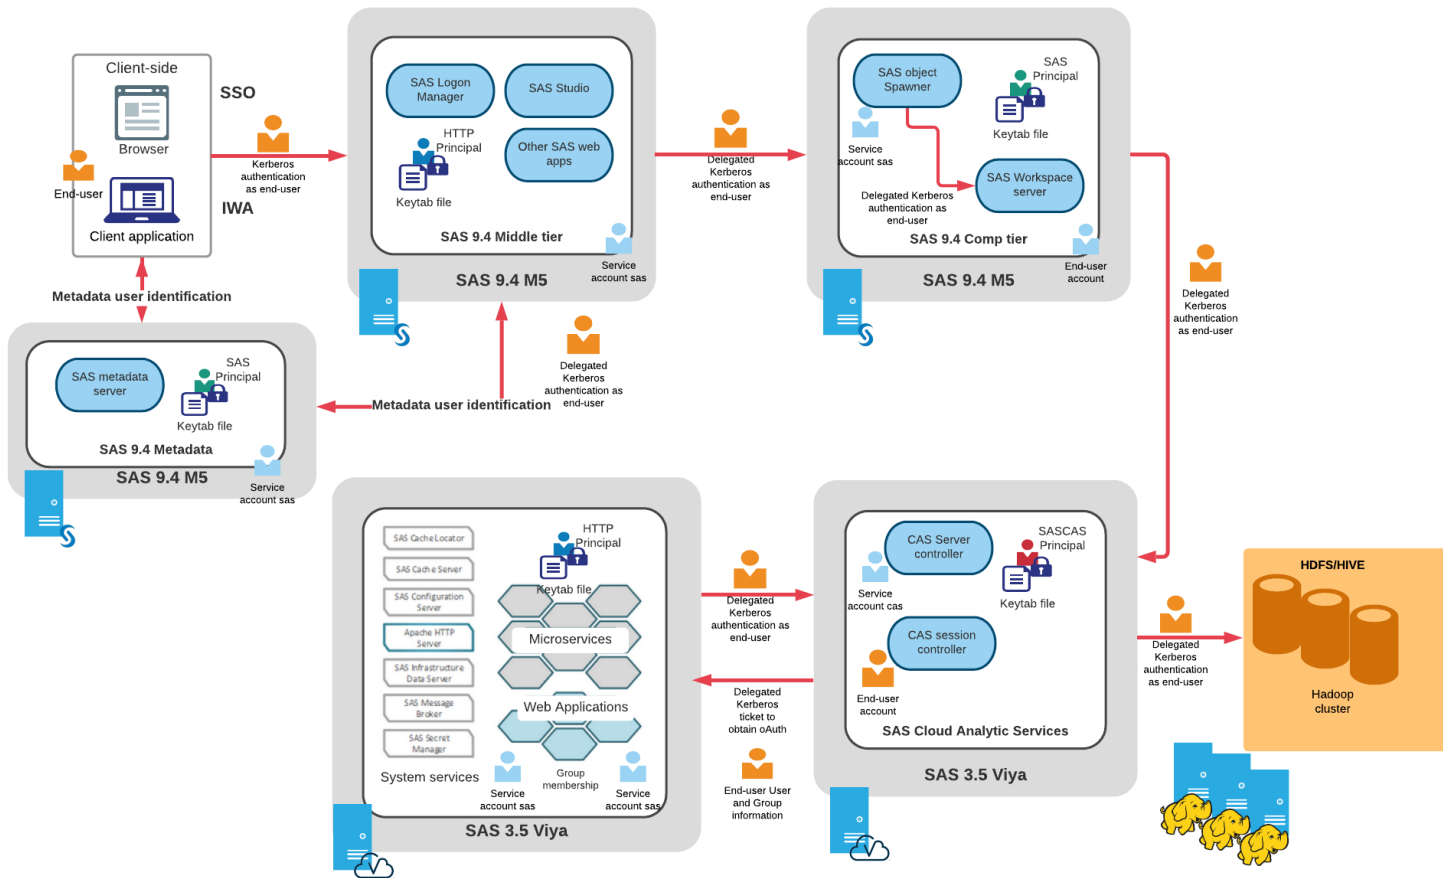 Client-side
Browser
End-user
Client application
SSO
Kerberos
authentication
as end-user
IWA
SAS Logon
Manager
SAS Studio
HTTP
Principal
Other SAS web
apps
Keytab file
SAS 9.4 Middle tier
Service
account sas
SAS 9.4 M5
Delegated
Kerberos
authentication as
end-user
SAS object
Spawner
SAS
Principal
Keytab file
Service
account sas
SAS Workspace
server
Delegated Kerberos
authentication as
end-user
SAS 9.4 Comp tier
End-user
account
SAS 9.4 M5
Delegated
Kerberos
authentication
as end-user
Metadata user identification
SAS metadata
server
SAS
Principal
Keytab file
SAS 9.4 Metadata
SAS 9.4 M5
Service
account sas
Delegated
Kerberos
authentication as
end-user
Metadata user identification
SAS Cache Locator
SAS Cache Server
SAS Configuration
Server
Apache HTTP
Server
SAS Infrastructure
Data Server
SAS Message
Broker
SAS Secret
Manager
System services
HTTP
Principal
Keytab file
Microservices
Web Applications
Service
account sas
Group
membership
Service
account sas
SAS 3.5 Viya
Delegated
Kerberos
authentication as
end-user
Delegated
Kerberos
ticket to
obtain oAuth
End-user User
and Group
information
CAS Server
controller
SASCAS
Principal
Keytab file
Service
account cas
CAS session
controller
End-user
account
SAS Cloud Analytic Services
SAS 3.5 Viya
Delegated
Kerberos
authentication
as end-user
HDFS/HIVE
Hadoop
cluster